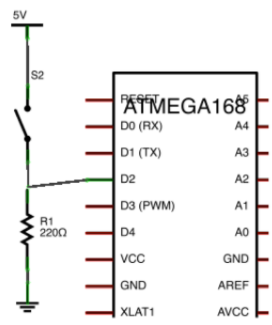 5V
S2
R1
220Ω
ATMEGA168
RESET
D0 (RX)
D1 (TX)
D2
D3 (PWM)
D4
VCC
GND
XLAT1
A5
A4
A3
A2
A1
A0
GND
AREF
AVCC